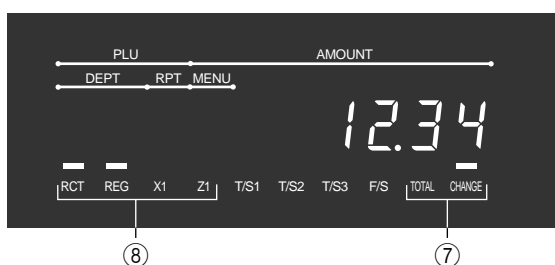 PLU AMOUNT
DEPT RPT MENU
12.34
RCT REG X1 Z1 T/S1 T/S2 T/S3 F/S TOTAL CHANGE
⑧ ⑦